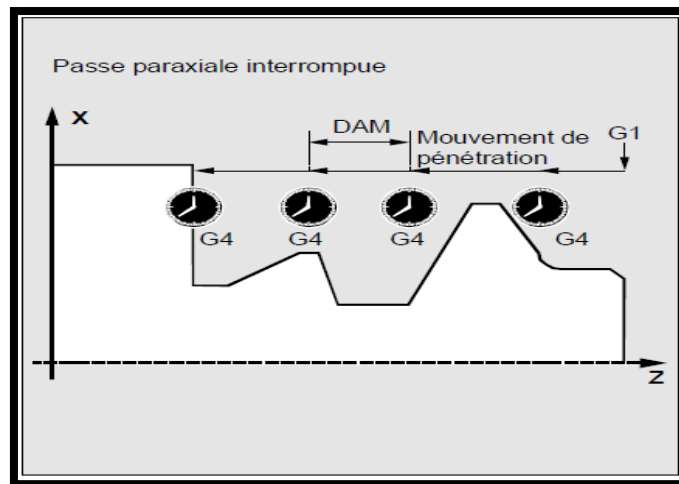 Passe paraxiale interrompue
X
DAM
Mouvement de
pénétration
G1
G4
G4
G4
G4
Z